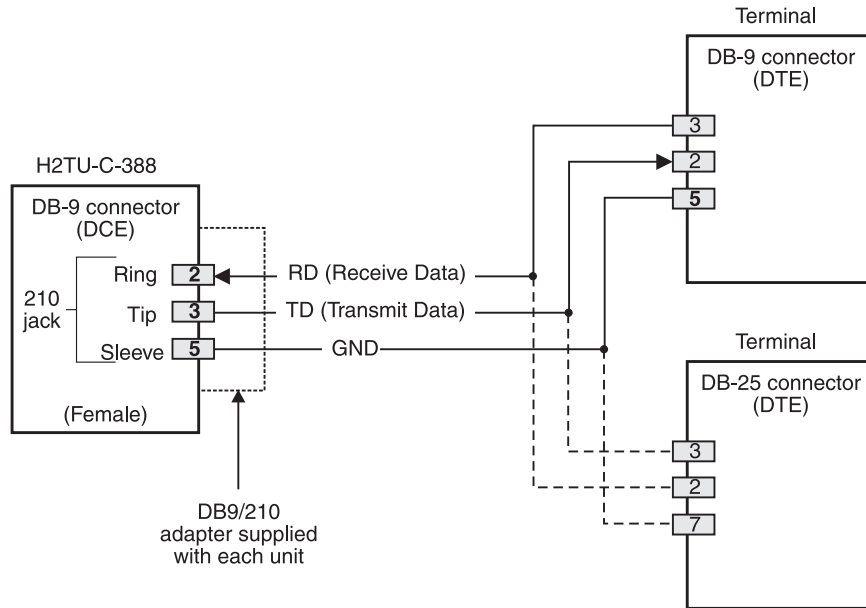 Terminal
DB-9 connector
(DTE)
3
2
5
H2TU-C-388
DB-9 connector
(DCE)
210
jack
Ring
2
RD (Receive Data)
Tip
3
TD (Transmit Data)
Sleeve
5
GND
(Female)
DB9/210
adapter supplied
with each unit
Terminal
DB-25 connector
(DTE)
3
2
7